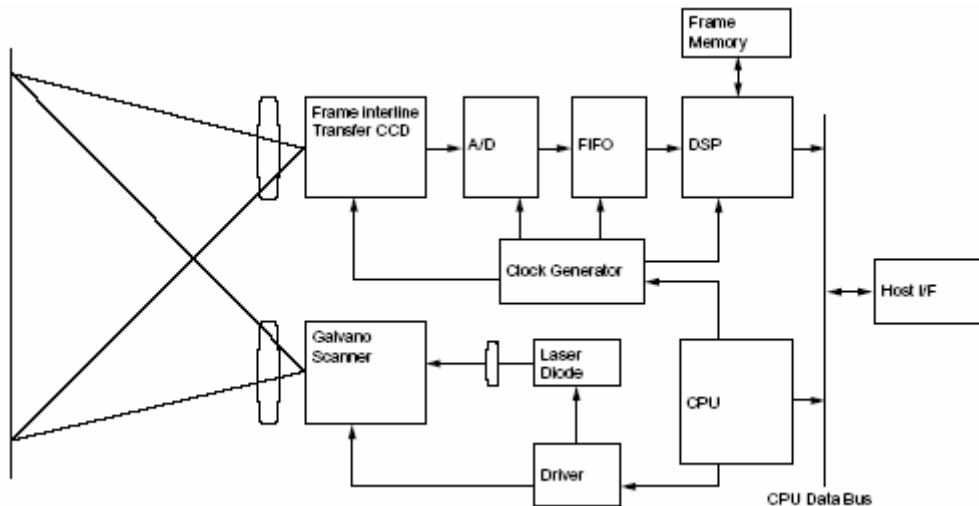 Frame
Memory
Frame interline
Transfer CCD
A/D
FIFO
DSP
Clock Generator
Host I/F
Galvano
Scanner
Laser
Diode
CPU
Driver
CPU Data Bus